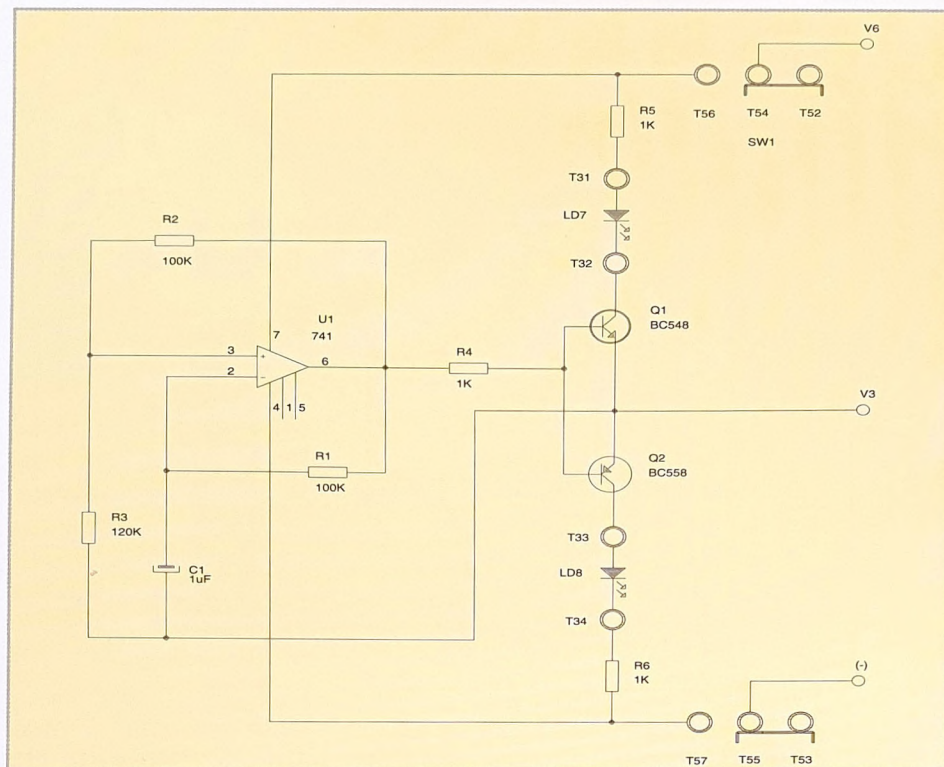 V6
T56
T54
T52
SW1
R5
1K
T31
LD7
T32
R2
100K
U1
741
7
3
+
2
−
6
4
1
5
R4
1K
Q1
BC548
V3
R1
100K
Q2
BC558
R3
120K
C1
1uF
T33
LD8
T34
R6
1K
(-)
T57
T55
T53